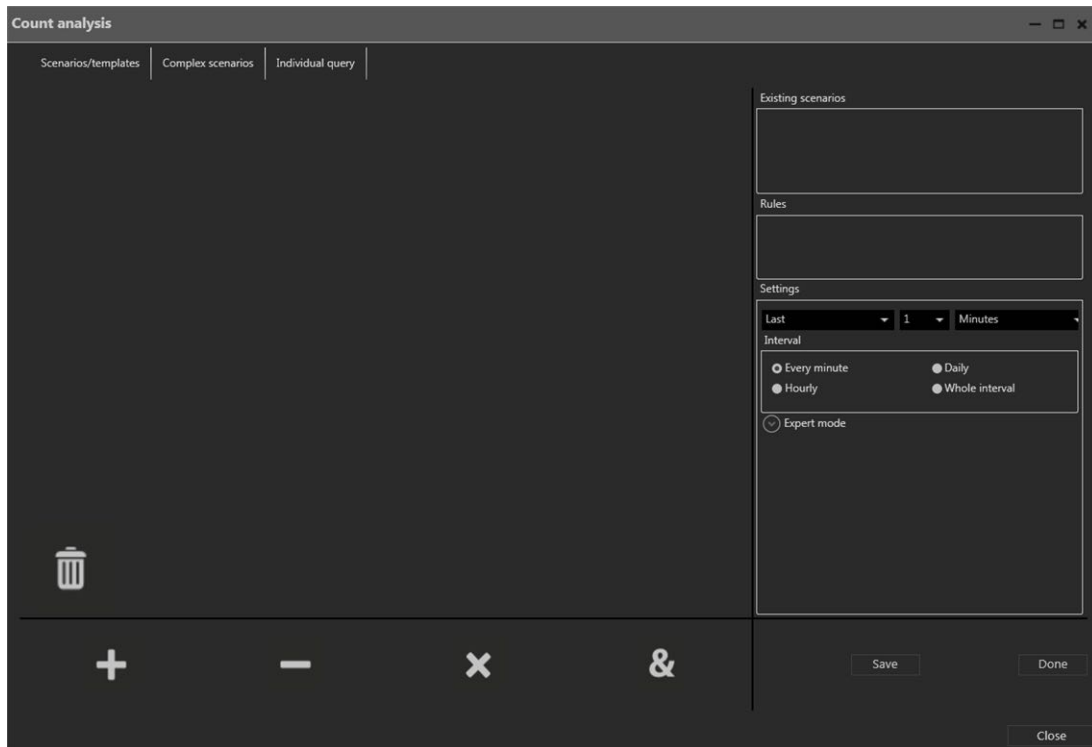 Count analysis
Scenarios/templates Complex scenarios Individual query
Existing scenarios
Rules
Settings
Last 1 Minutes
Interval
Every minute Daily
Hourly Whole interval
Expert mode
+ − × &
Save Done
Close